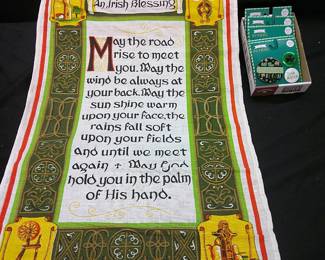 An Irish Blessing
May the road
rise to meet
you. May the
wind be always at
your back. May the
sun shine warm
upon your face, the
rains fall soft
upon your fields
and until we meet
again + May God
hold you in the palm
of His hand.